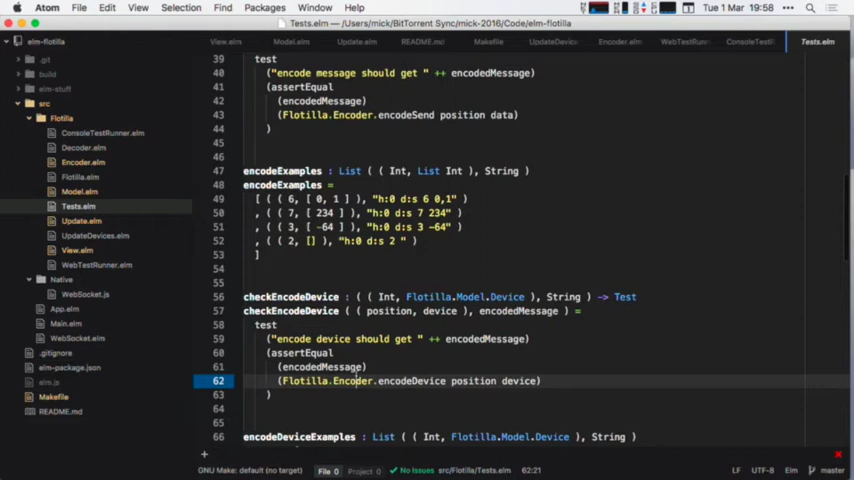 Atom File Edit View Selection Find Packages Window Help
Tue 1 Mar 19:58
Tests.elm — /Users/mick/BitTorrent Sync/mick-2016/Code/elm-flotilla
elm-flotilla
View.elm Model.elm Update.elm README.md Makefile UpdateDevice Encoder.elm WebTestRunn ConsoleTestR Tests.elm
.git
build
elm-stuff
src
Flotilla
ConsoleTestRunner.elm
Decoder.elm
Encoder.elm
Flotilla.elm
Model.elm
Tests.elm
Update.elm
UpdateDevices.elm
View.elm
WebTestRunner.elm
Native
WebSocket.js
App.elm
Main.elm
WebSocket.elm
.gitignore
elm-package.json
elm.js
Makefile
README.md
39 test
40 ("encode message should get " ++ encodedMessage)
41 (assertEqual
42 (encodedMessage)
43 (Flotilla.Encoder.encodeSend position data)
44 )
45
46
47 encodeExamples : List ( ( Int, List Int ), String )
48 encodeExamples =
49 [ ( ( 6, [ 0, 1 ] ), "h:0 d:s 6 0,1" )
50 , ( ( 7, [ 234 ] ), "h:0 d:s 7 234" )
51 , ( ( 3, [ -64 ] ), "h:0 d:s 3 -64" )
52 , ( ( 2, [] ), "h:0 d:s 2 " )
53 ]
54
55
56 checkEncodeDevice : ( ( Int, Flotilla.Model.Device ), String ) -> Test
57 checkEncodeDevice ( ( position, device ), encodedMessage ) =
58 test
59 ("encode device should get " ++ encodedMessage)
60 (assertEqual
61 (encodedMessage)
62 (Flotilla.Encoder.encodeDevice position device)
63 )
64
65
66 encodeDeviceExamples : List ( ( Int, Flotilla.Model.Device ), String )
GNU Make: default (no target) File 0 Project 0 No Issues src/Flotilla/Tests.elm 62:21 LF UTF-8 Elm master